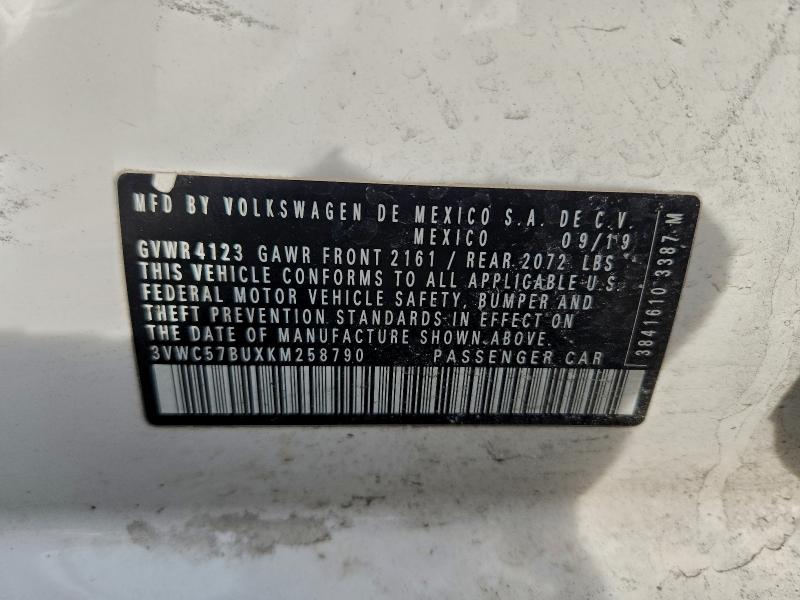 MFD BY VOLKSWAGEN DE MEXICO S.A. DE C.V.
MEXICO 09/19
GVWR 4123 GAWR FRONT 2161 / REAR 2072 LBS
THIS VEHICLE CONFORMS TO ALL APPLICABLE U.S.
FEDERAL MOTOR VEHICLE SAFETY, BUMPER AND
THEFT PREVENTION STANDARDS IN EFFECT ON
THE DATE OF MANUFACTURE SHOWN ABOVE.
3VWC57BUXKM258790 PASSENGER CAR
3841610 3387 M